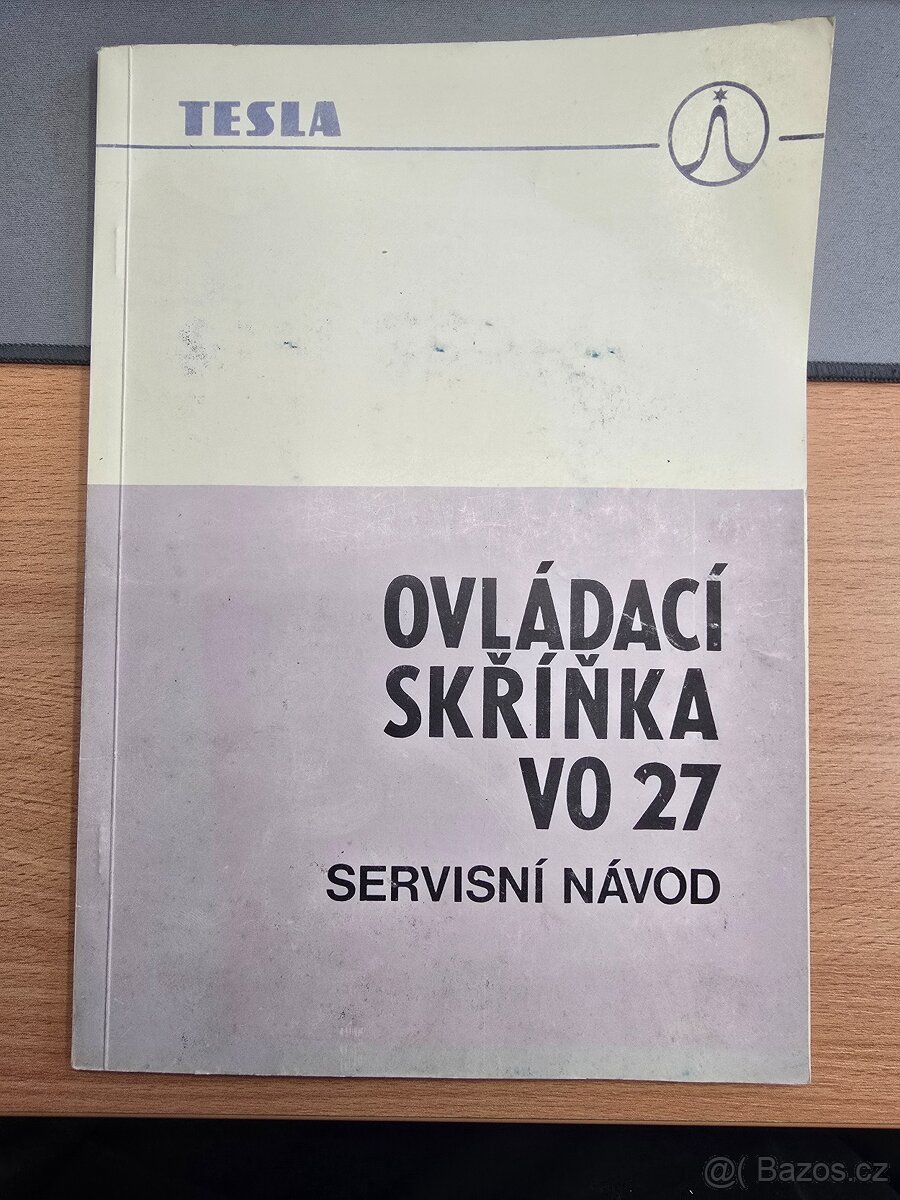 TESLA
OVLÁDACÍ
SKŘÍŇKA
VO 27
SERVISNÍ NÁVOD
@( Bazos.cz